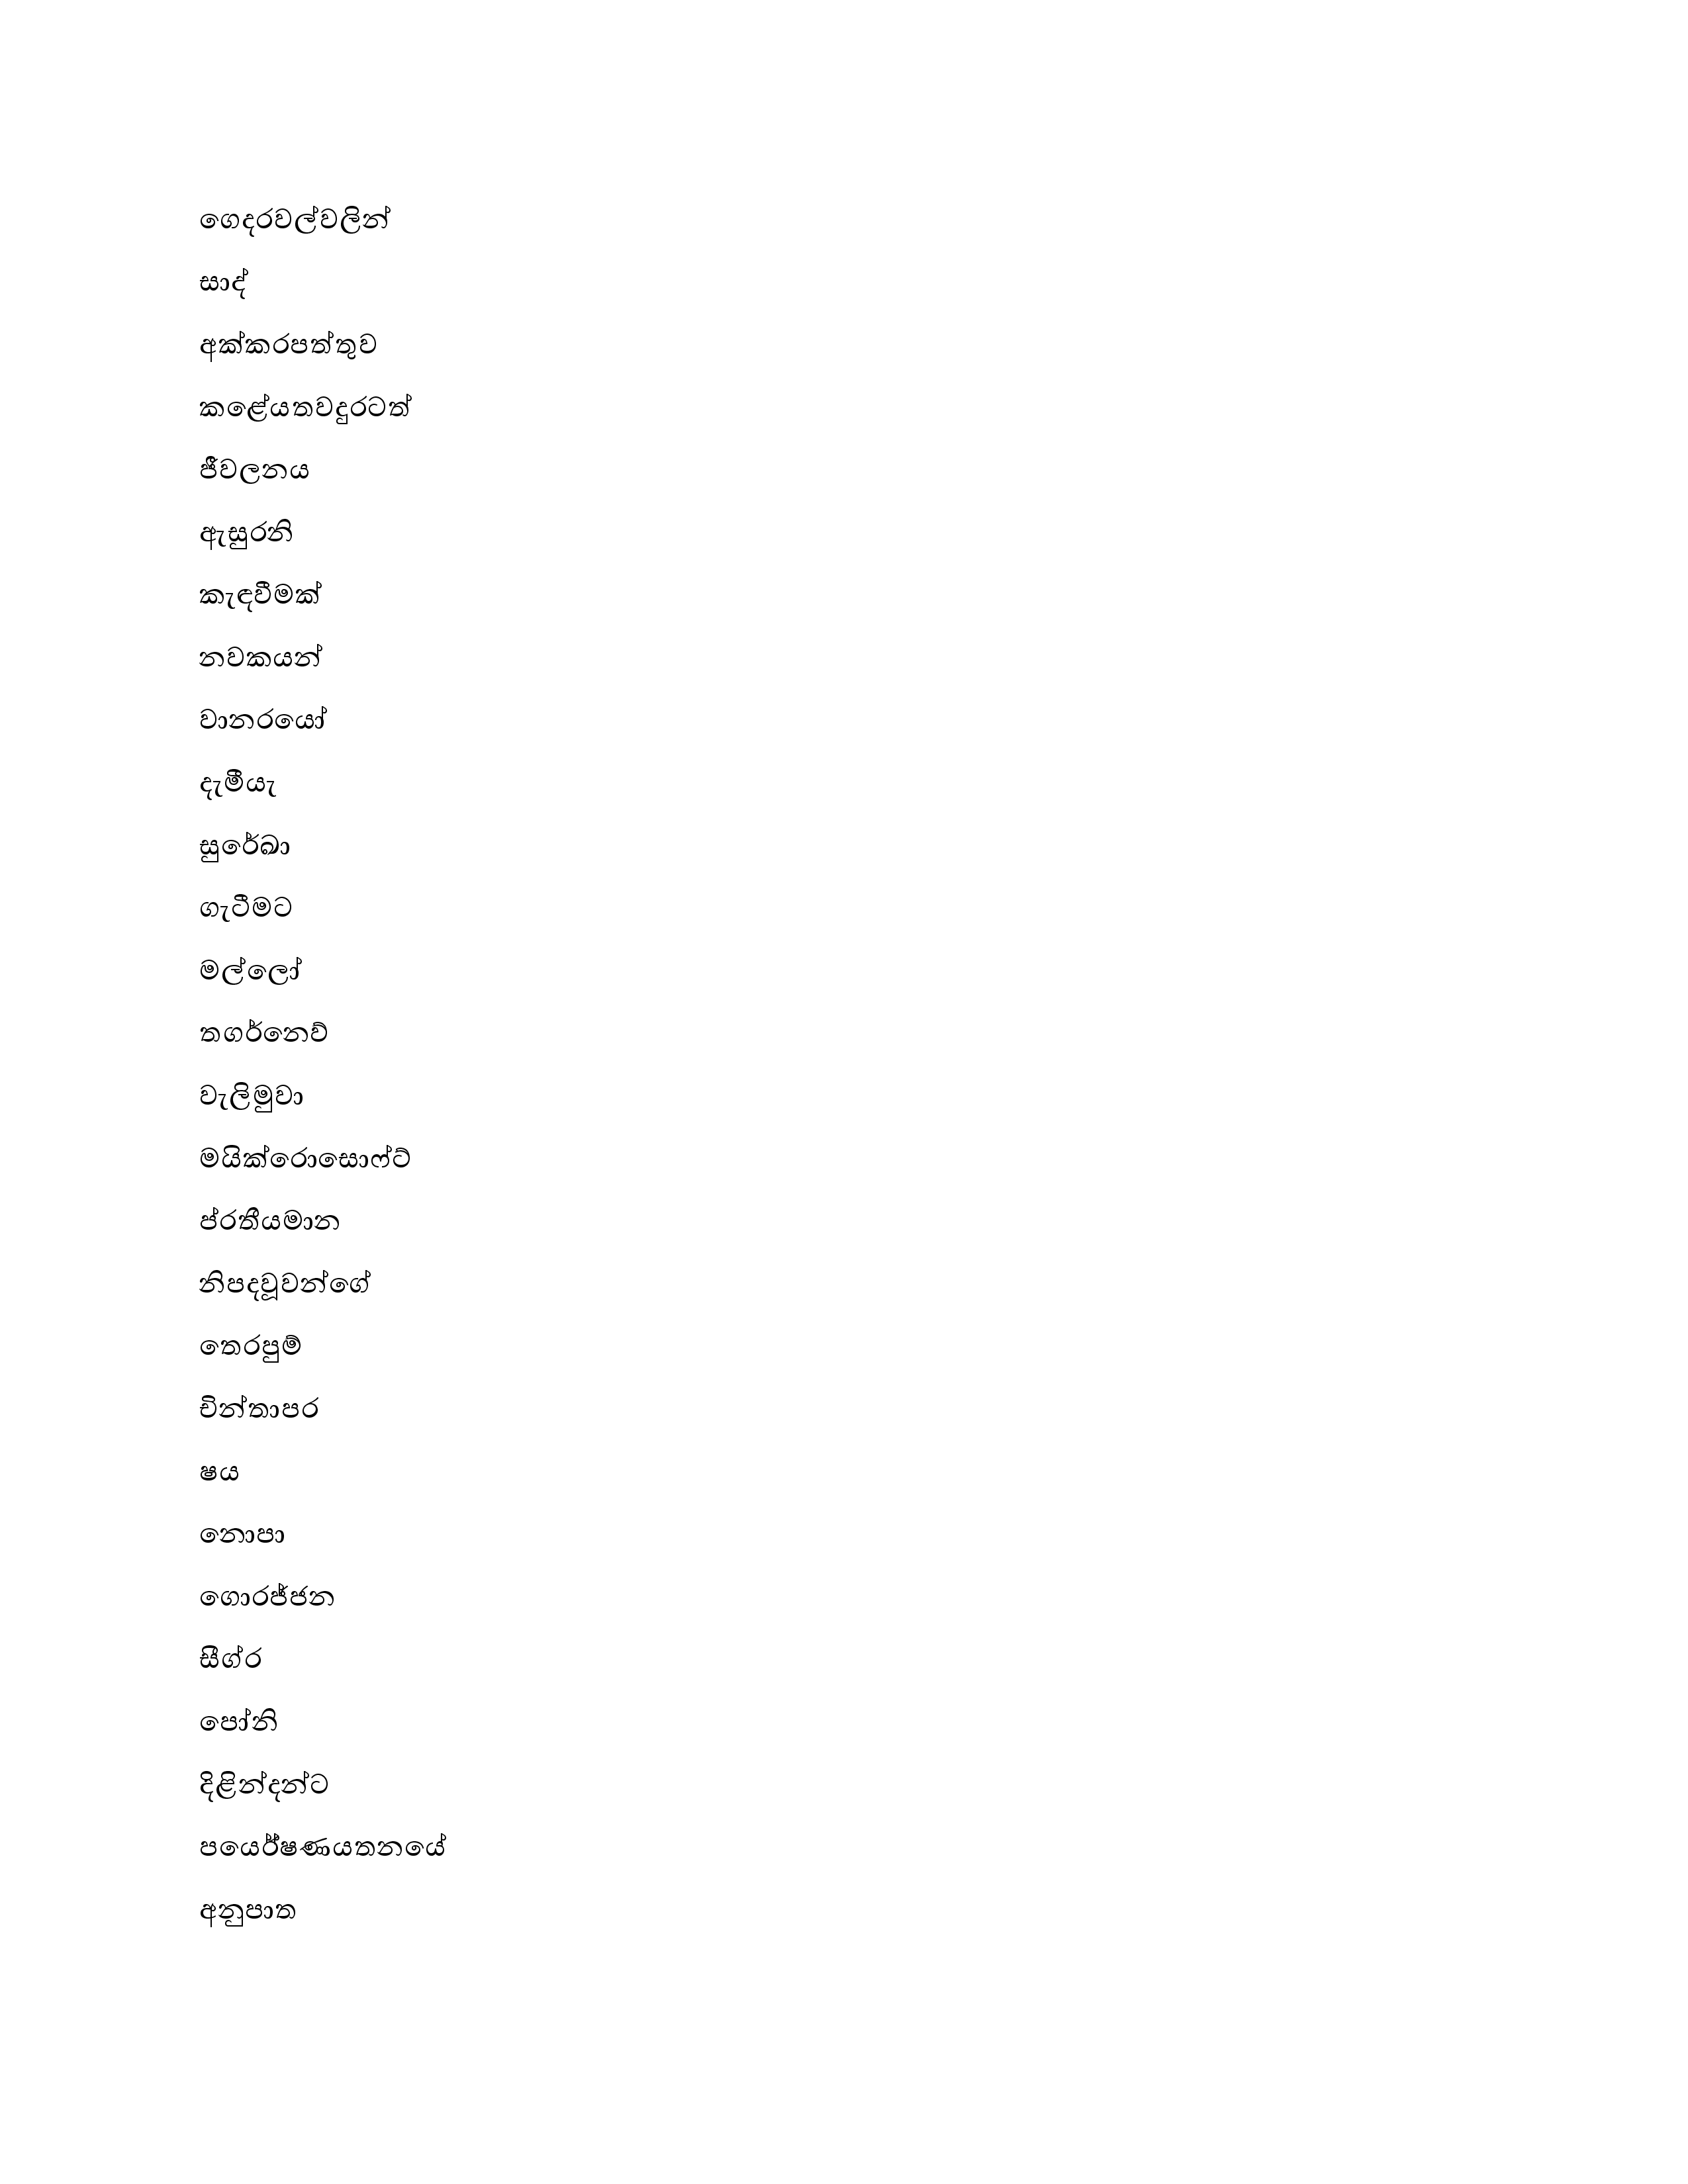 ගෙදරවල්වලින්
සාද්
අක්කරපත්තුව
කළේයතවදුරටත්
ජීවලනය
ඇසුරනි
කැඳවීමක්
නවකයන්
වානරයෝ
දැමීයැ
සුරේඛා
ගැටීමට
මල්ලෝ
තගර්නෙව්
වැලිමුවා
මයික්රොසොෆ්ට්
ප්රතීයමාන
නිපදවූවන්ගේ
තෙරපුම්
චින්තාපර
ෂය
නොපා
ගොරජ්ජන
සීග්ර
පෝනි
දිළින්දන්ට
පයෙර්ෂණයතනයේ
අනුපාත